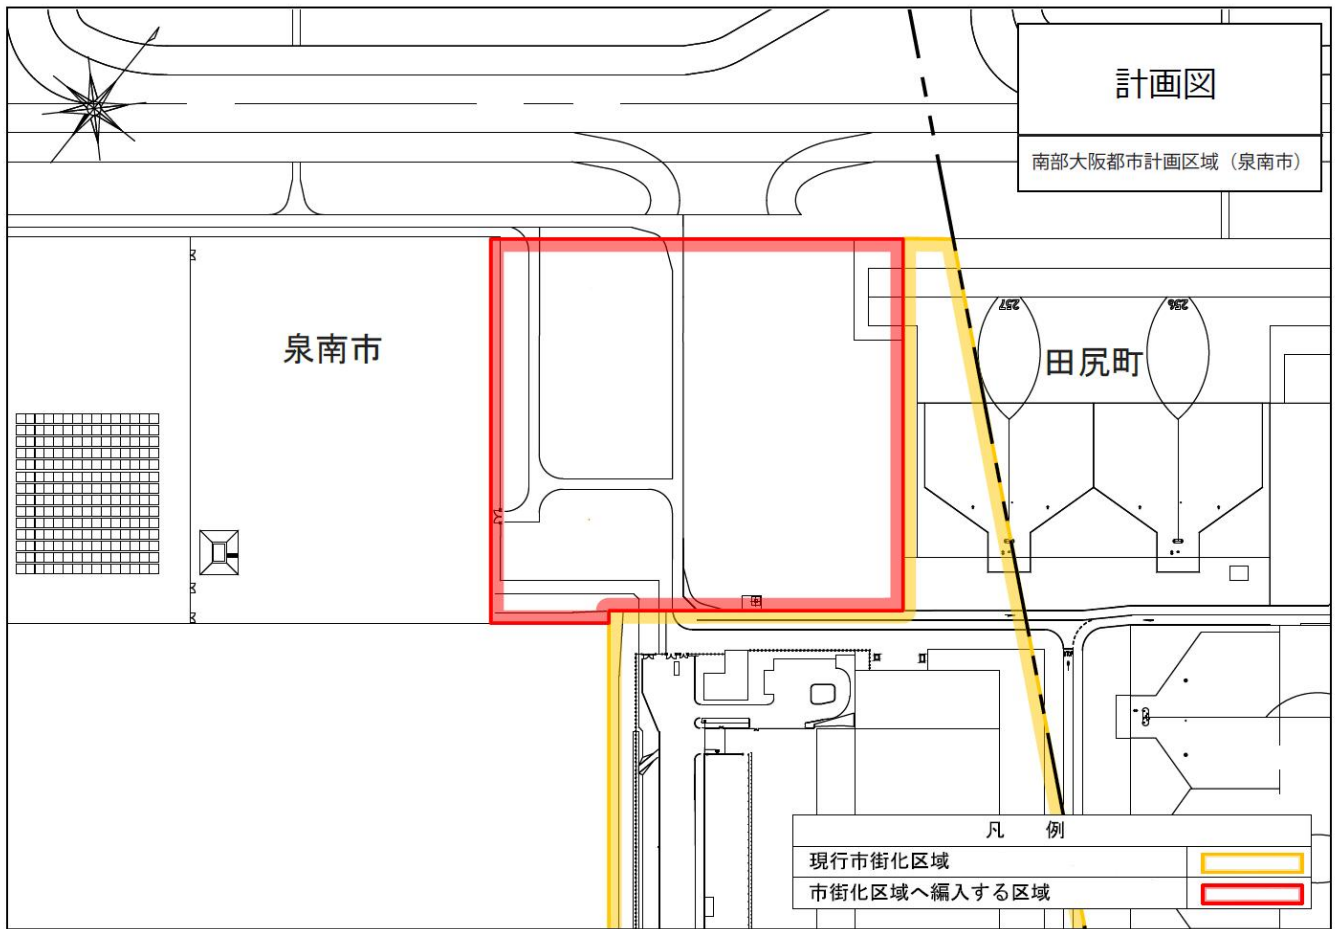 計画図
南部大阪都市計画区域（泉南市）
泉南市
田尻町
257
256
凡 例
現行市街化区域
市街化区域へ編入する区域